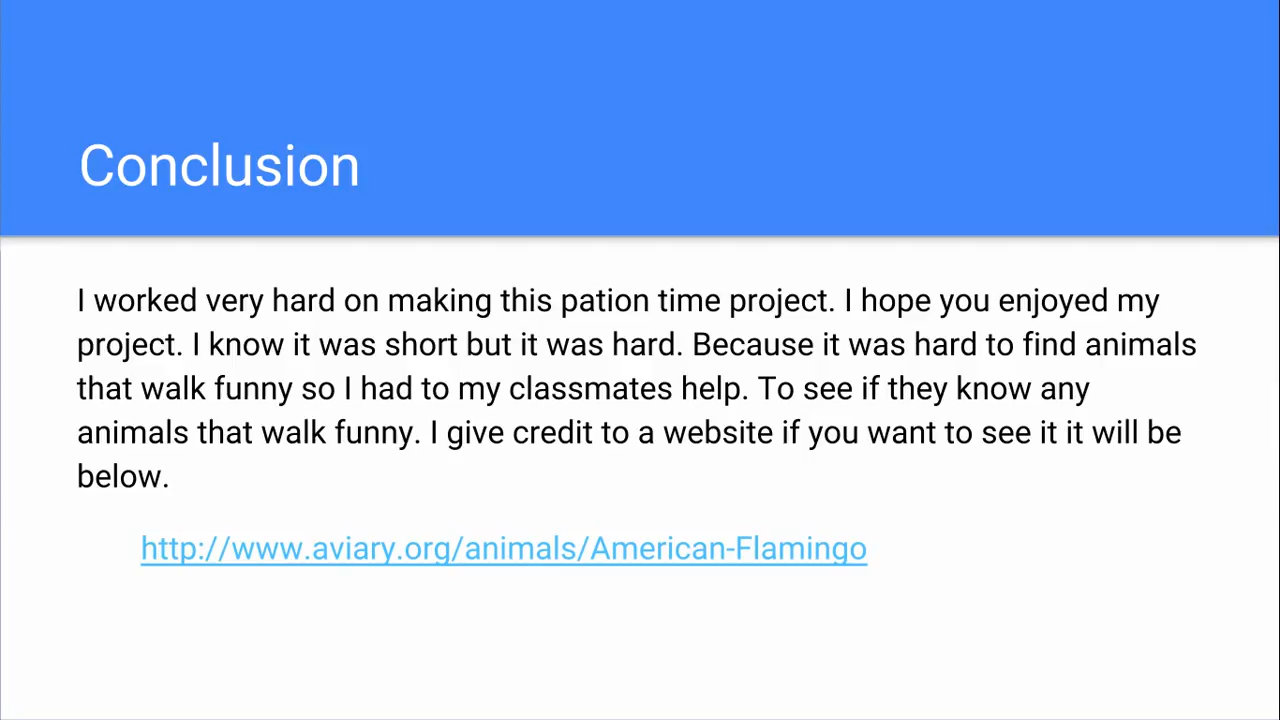 Conclusion
I worked very hard on making this pation time project. I hope you enjoyed my
project. I know it was short but it was hard. Because it was hard to find animals
that walk funny so I had to my classmates help. To see if they know any
animals that walk funny. I give credit to a website if you want to see it it will be
below.
http://www.aviary.org/animals/American-Flamingo